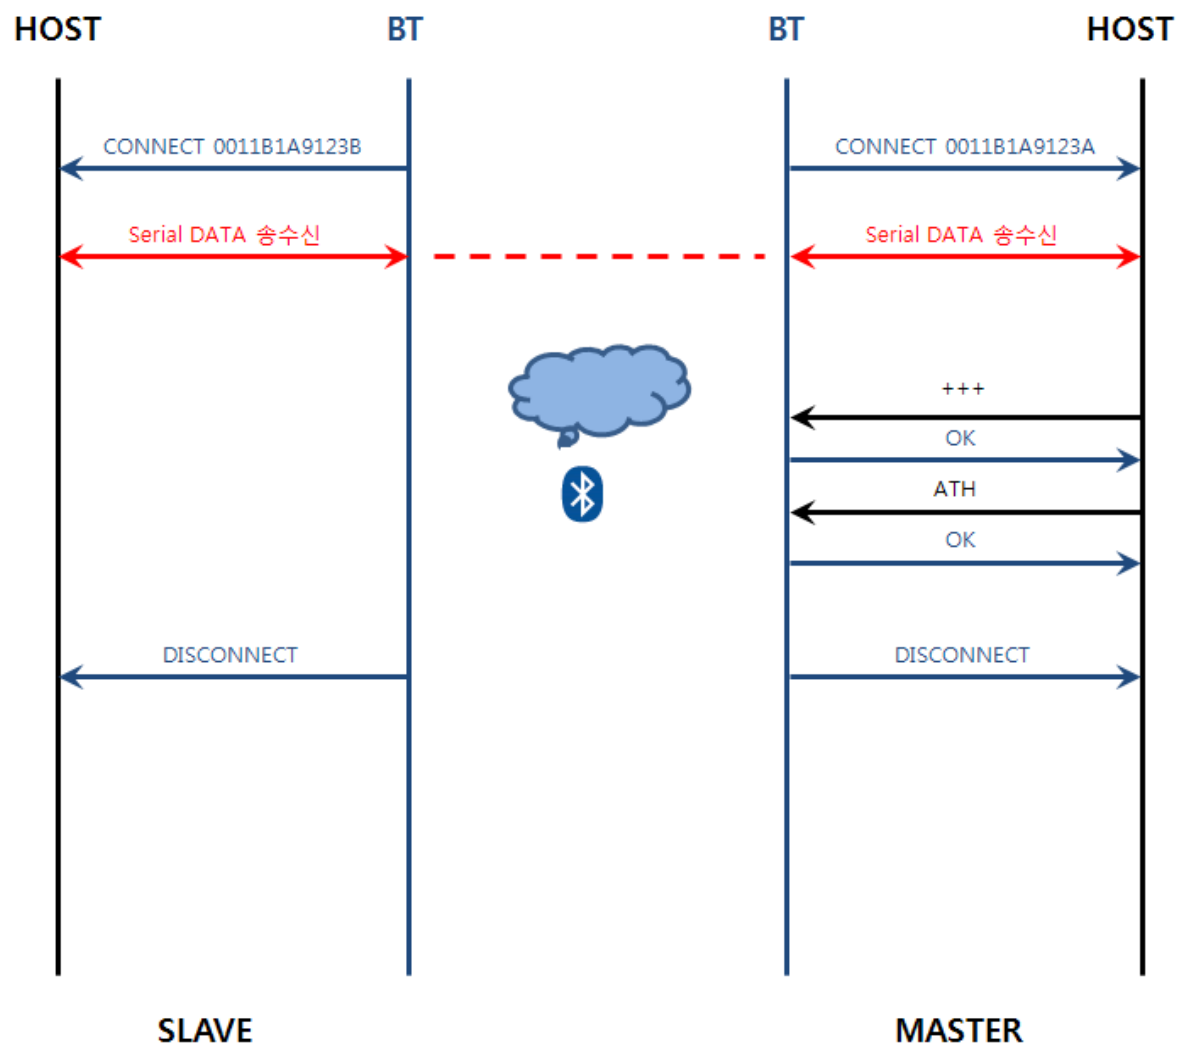 HOST BT BT HOST
CONNECT 0011B1A9123B CONNECT 0011B1A9123A
Serial DATA 송수신 Serial DATA 송수신
+++
OK
ATH
OK
DISCONNECT DISCONNECT
SLAVE MASTER